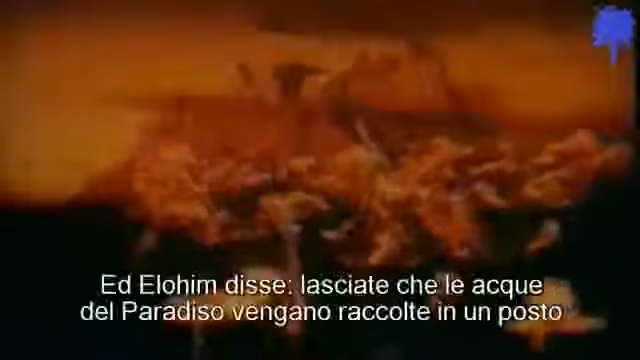 Ed Elohim disse: lasciate che le acque
del Paradiso vengano raccolte in un posto